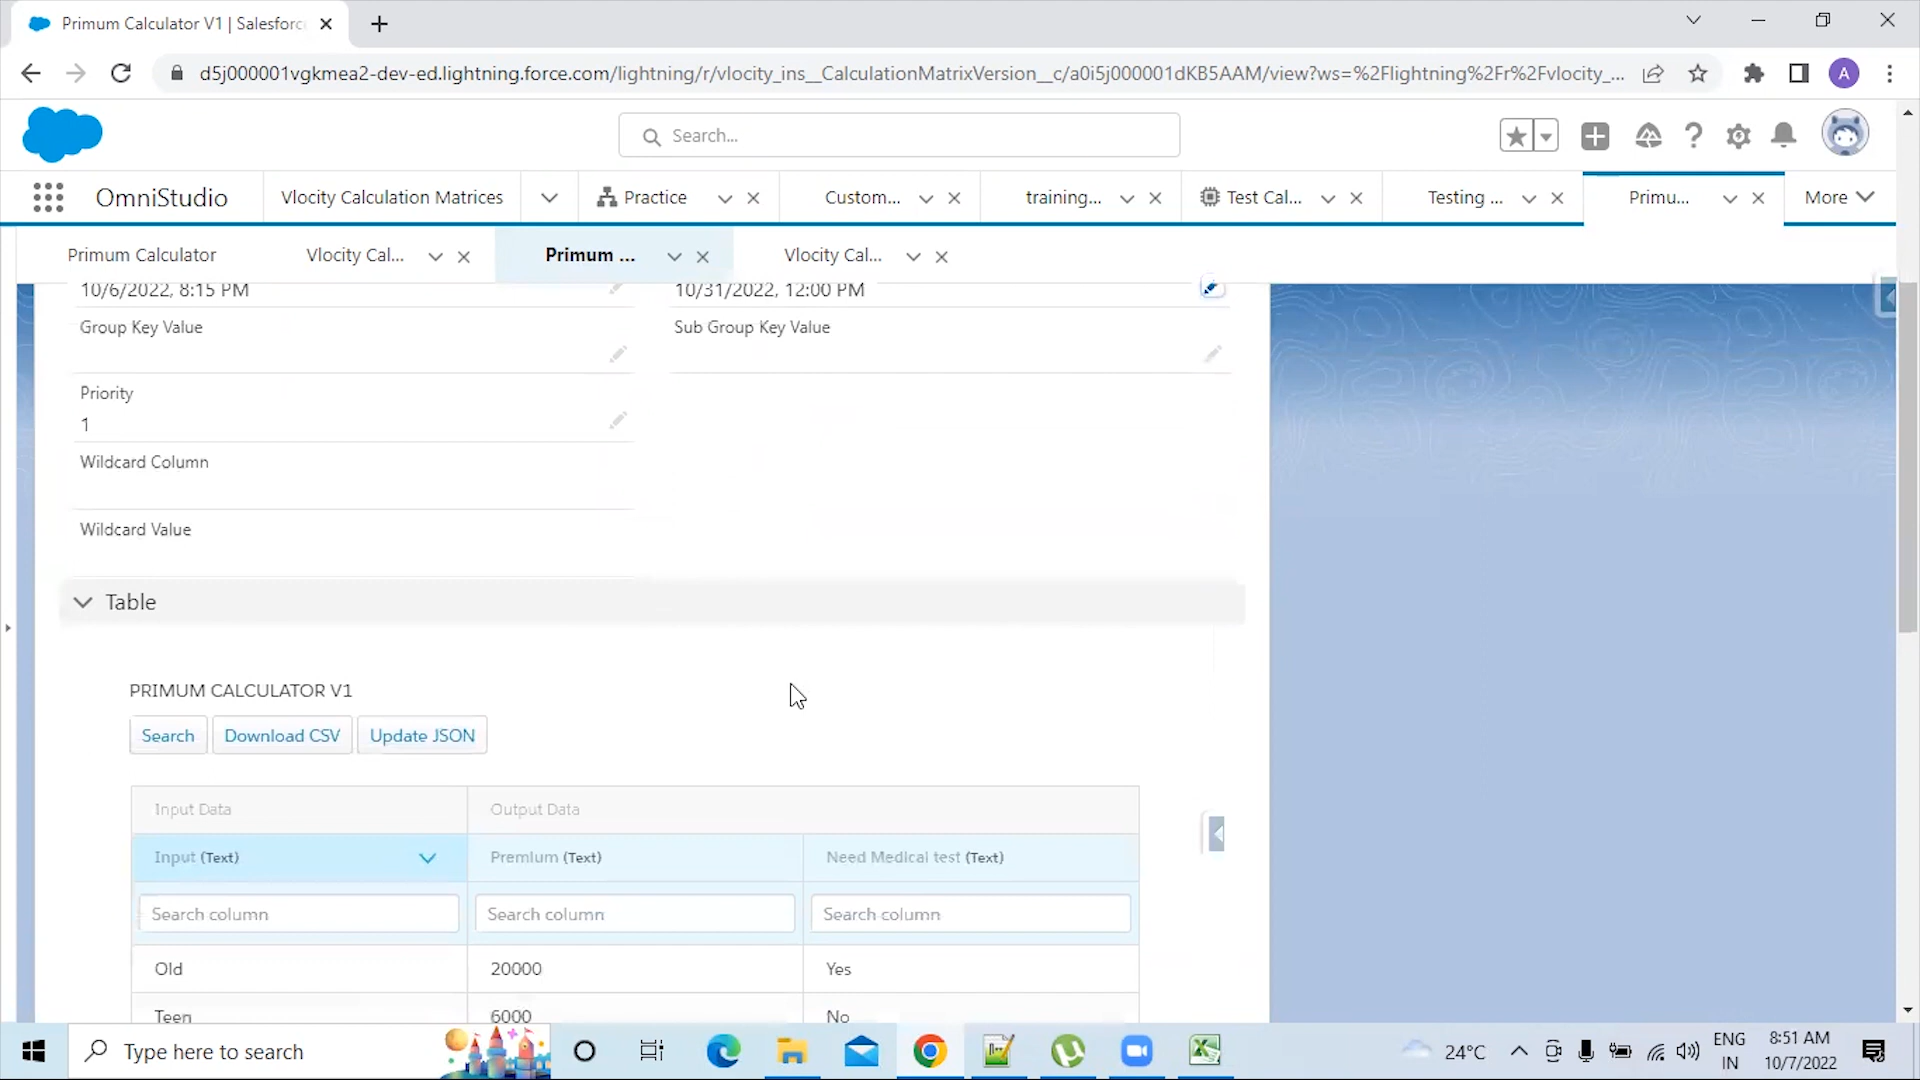 Primum Calculator V1 | Salesforc
d5j000001vgkmea2-dev-ed.lightning.force.com/lightning/r/vlocity_ins__CalculationMatrixVersion__c/a0i5j000001dKB5AAM/view?ws=%2Flightning%2Fr%2Fvlocity_...
A
Search...
OmniStudio
Vlocity Calculation Matrices
Practice
Custom...
training...
Test Cal...
Testing ...
Primu...
More
Primum Calculator
Vlocity Cal...
Primum ...
Vlocity Cal...
10/6/2022, 8:15 PM
10/31/2022, 12:00 PM
Group Key Value
Sub Group Key Value
Priority
1
Wildcard Column
Wildcard Value
Table
PRIMUM CALCULATOR V1
Search
Download CSV
Update JSON
Input Data
Output Data
Input (Text)
Premium (Text)
Need Medical test (Text)
Search column
Search column
Search column
Old
20000
Yes
Teen
6000
No
Type here to search
24°C
ENG
IN
8:51 AM
10/7/2022